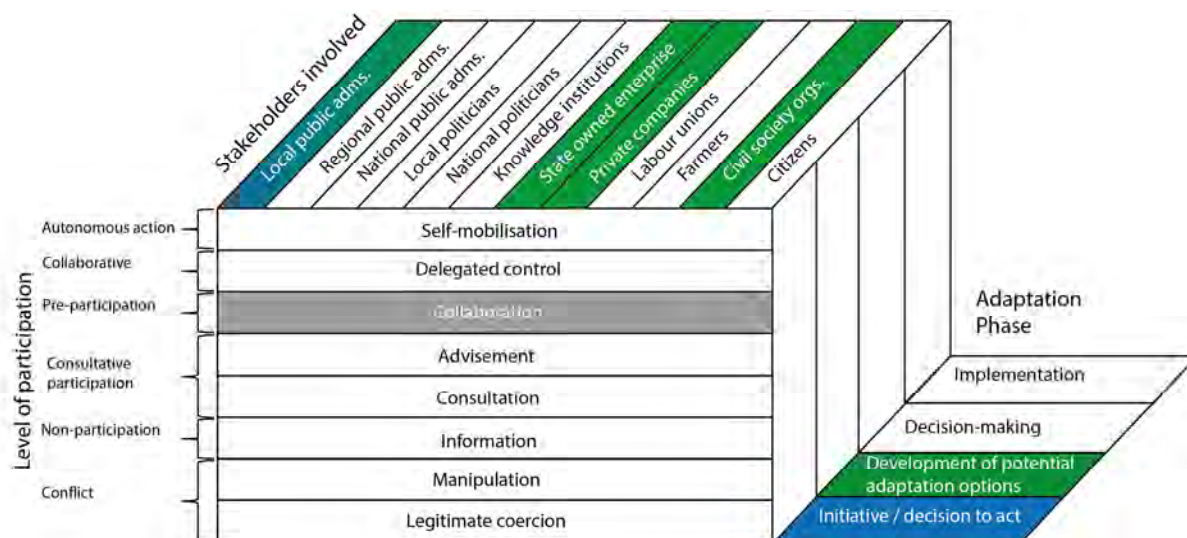 Stakeholders involved
Local public adms.
Regional public adms.
National public adms.
Local politicians
National politicians
Knowledge institutions
State owned enterprise
Private companies
Labour unions
Farmers
Civil society orgs.
Citizens
Level of participation
Autonomous action
Self-mobilisation
Collaborative
Delegated control
Pre-participation
Collaboration
Consultative
participation
Advisement
Consultation
Non-participation
Information
Conflict
Manipulation
Legitimate coercion
Adaptation
Phase
Implementation
Decision-making
Development of potential
adaptation options
Initiative / decision to act